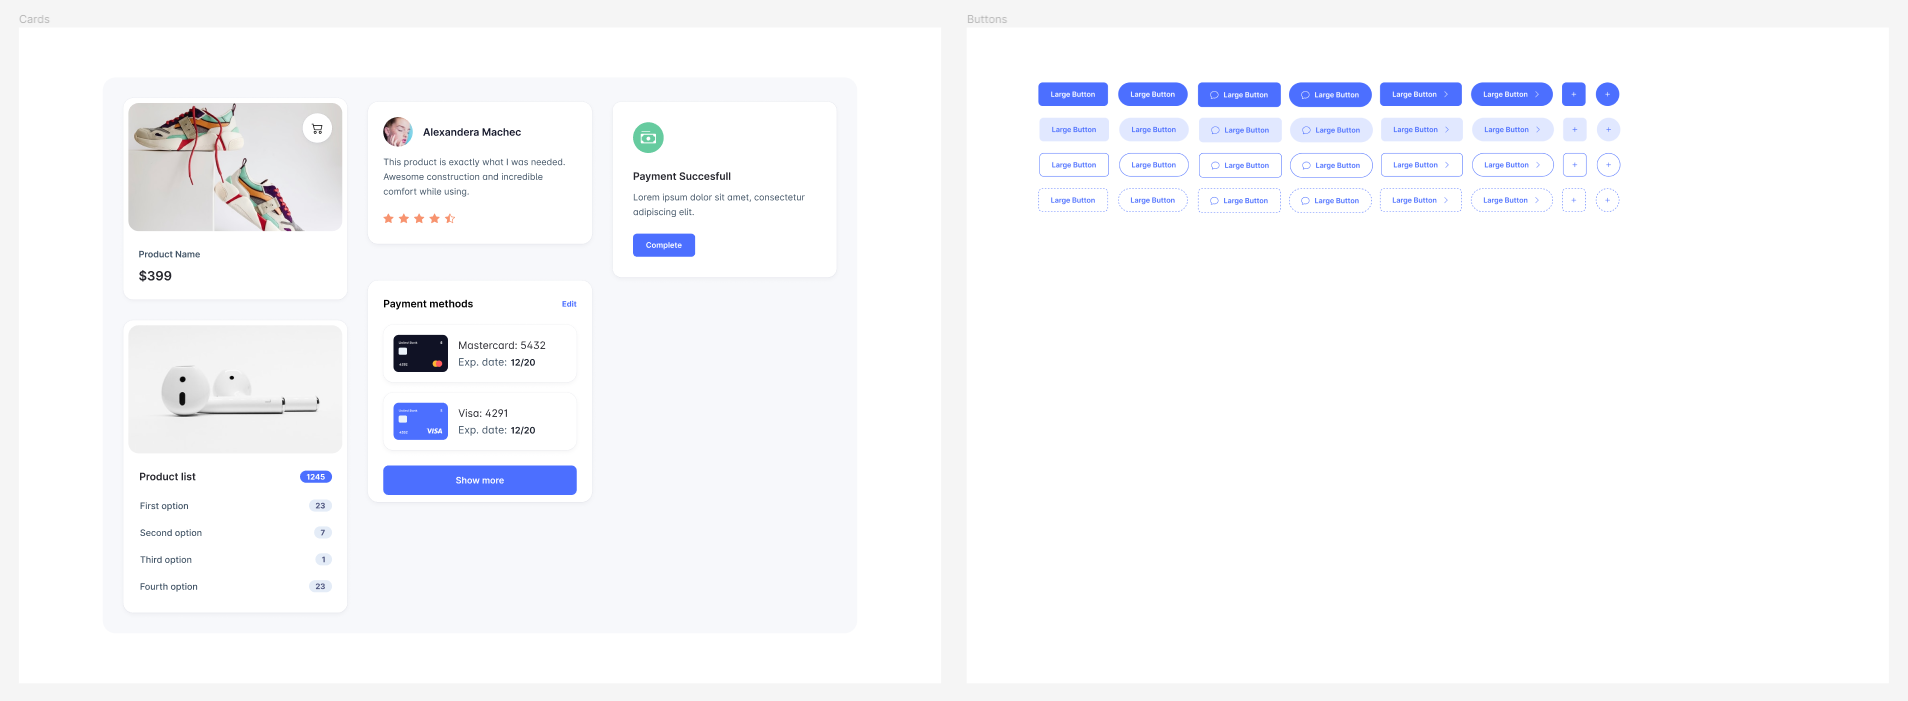 Cards
Product Name
$399
Product list 1245
First option 23
Second option 7
Third option 1
Fourth option 23
Alexandera Machec
This product is exactly what I was needed.
Awesome construction and incredible
comfort while using.
Payment methods Edit
Mastercard: 5432
Exp. date: 12/20
Visa: 4291
Exp. date: 12/20
VISA
Show more
Payment Succesfull
Lorem ipsum dolor sit amet, consectetur
adipiscing elit.
Complete
Buttons
Large Button Large Button Large Button Large Button Large Button Large Button + +
Large Button Large Button Large Button Large Button Large Button Large Button + +
Large Button Large Button Large Button Large Button Large Button Large Button + +
Large Button Large Button Large Button Large Button Large Button Large Button + +